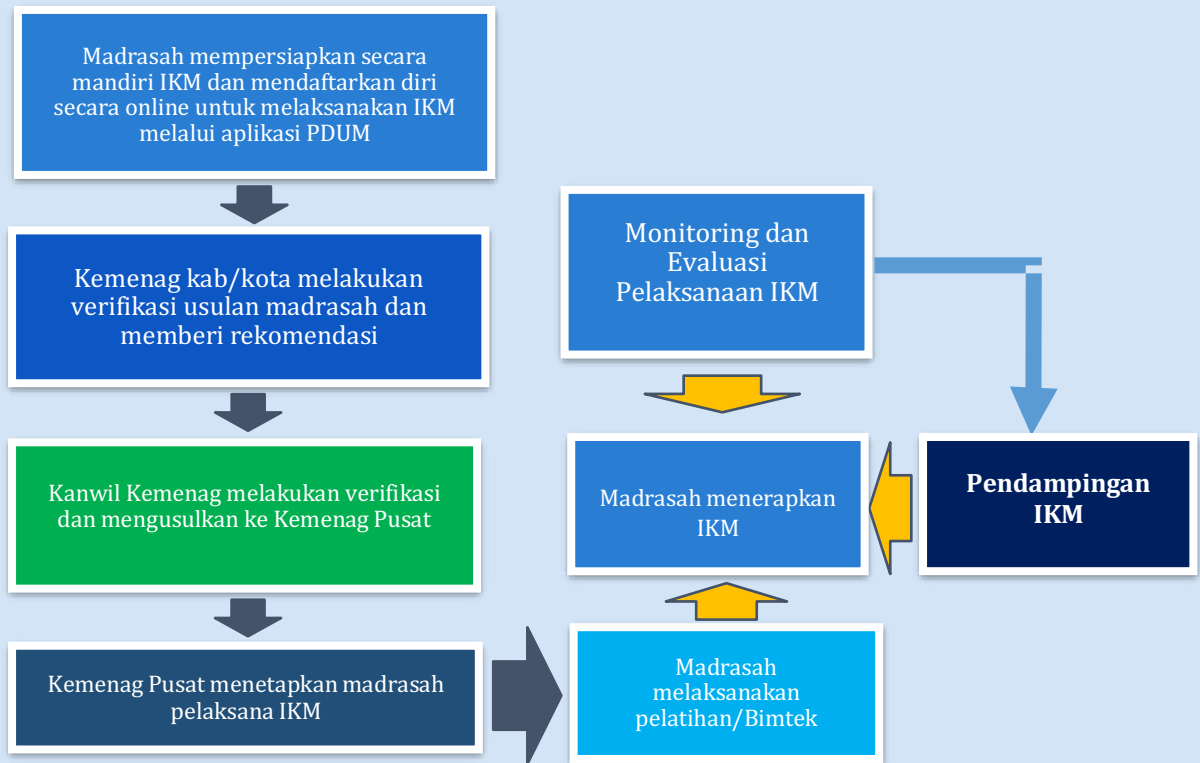 Madrasah mempersiapkan secara
mandiri IKM dan mendaftarkan diri
secara online untuk melaksanakan IKM
melalui aplikasi PDUM
Kemenag kab/kota melakukan
verifikasi usulan madrasah dan
memberi rekomendasi
Kanwil Kemenag melakukan verifikasi
dan mengusulkan ke Kemenag Pusat
Kemenag Pusat menetapkan madrasah
pelaksana IKM
Madrasah
melaksanakan
pelatihan/Bimtek
Madrasah menerapkan
IKM
Monitoring dan
Evaluasi
Pelaksanaan IKM
Pendampingan
IKM